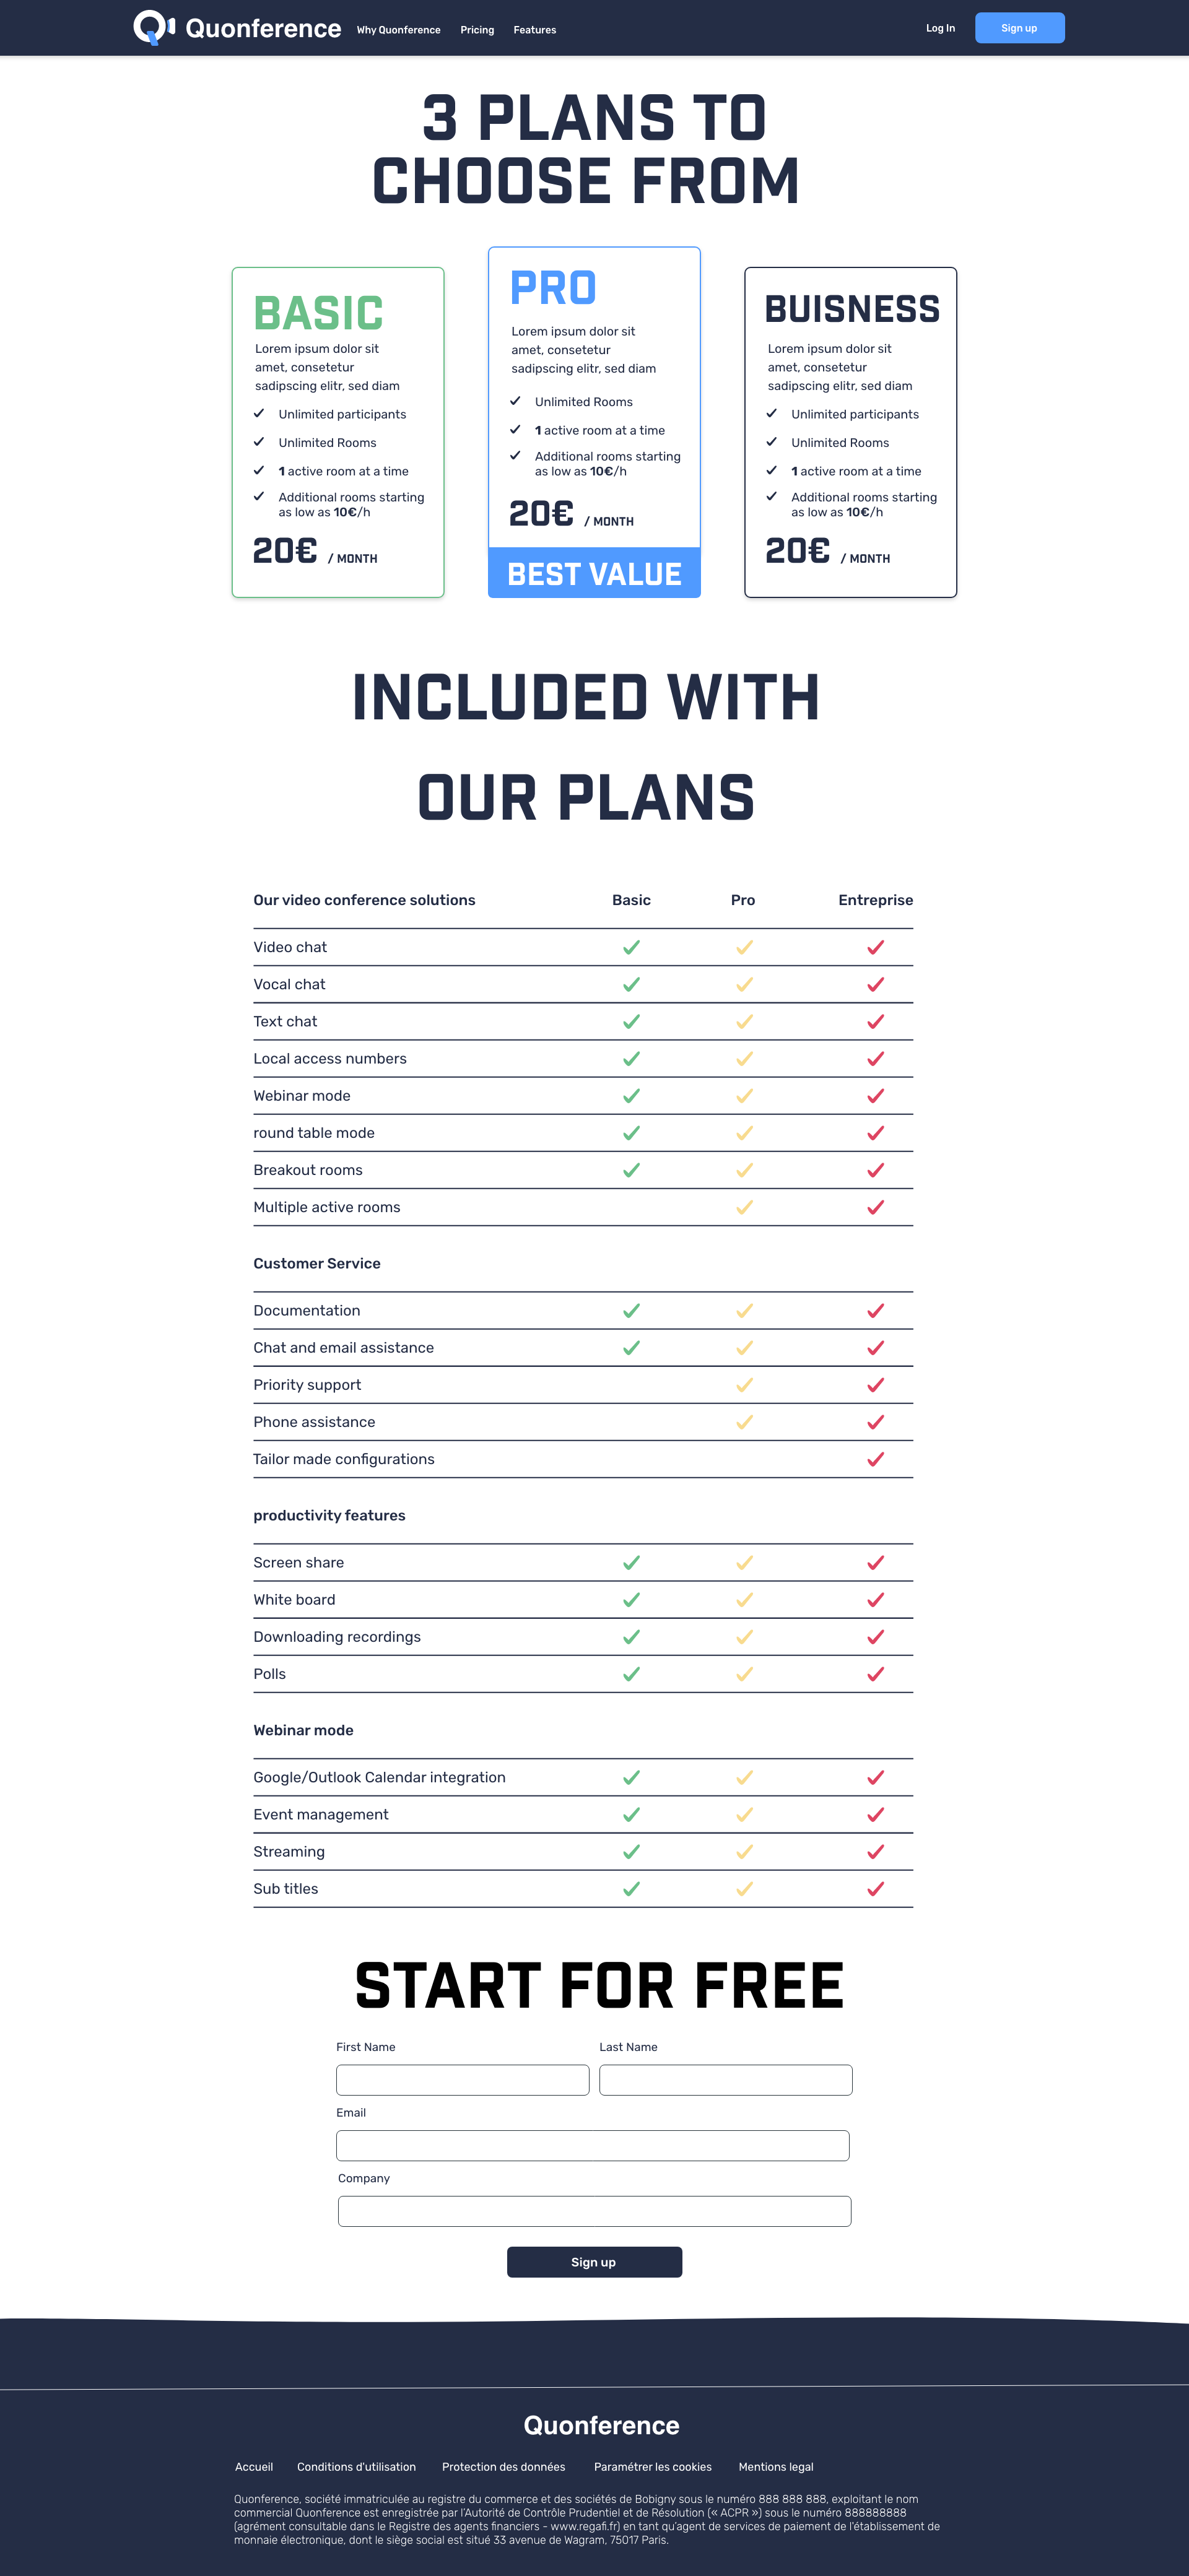 Quonference Why Quonference Pricing Features Log In Sign up
3 PLANS TO
CHOOSE FROM
BASIC
Lorem ipsum dolor sit
amet, consetetur
sadipscing elitr, sed diam
Unlimited participants
Unlimited Rooms
1 active room at a time
Additional rooms starting
as low as 10€/h
20€ / MONTH
PRO
Lorem ipsum dolor sit
amet, consetetur
sadipscing elitr, sed diam
Unlimited Rooms
1 active room at a time
Additional rooms starting
as low as 10€/h
20€ / MONTH
BEST VALUE
BUISNESS
Lorem ipsum dolor sit
amet, consetetur
sadipscing elitr, sed diam
Unlimited participants
Unlimited Rooms
1 active room at a time
Additional rooms starting
as low as 10€/h
20€ / MONTH
INCLUDED WITH
OUR PLANS
Our video conference solutions Basic Pro Entreprise
Video chat
Vocal chat
Text chat
Local access numbers
Webinar mode
round table mode
Breakout rooms
Multiple active rooms
Customer Service
Documentation
Chat and email assistance
Priority support
Phone assistance
Tailor made configurations
productivity features
Screen share
White board
Downloading recordings
Polls
Webinar mode
Google/Outlook Calendar integration
Event management
Streaming
Sub titles
START FOR FREE
First Name Last Name
Email
Company
Sign up
Quonference
Accueil Conditions d'utilisation Protection des données Paramétrer les cookies Mentions legal
Quonference, société immatriculée au registre du commerce et des sociétés de Bobigny sous le numéro 888 888 888, exploitant le nom
commercial Quonference est enregistrée par l'Autorité de Contrôle Prudentiel et de Résolution (« ACPR ») sous le numéro 888888888
(agrément consultable dans le Registre des agents financiers - www.regafi.fr) en tant qu'agent de services de paiement de l'établissement de
monnaie électronique, dont le siège social est situé 33 avenue de Wagram, 75017 Paris.